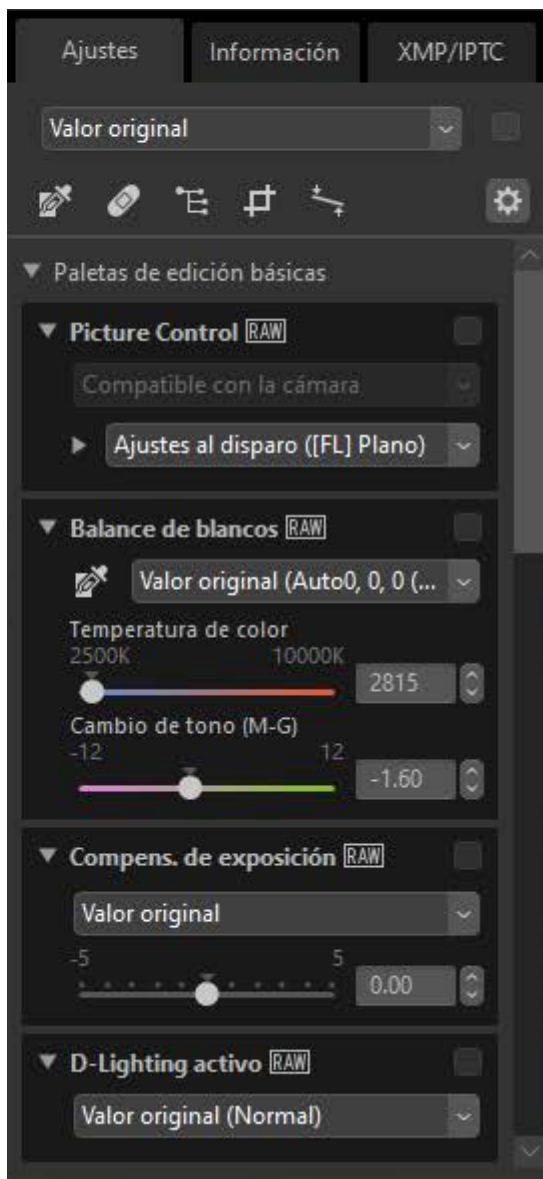 Ajustes Información XMP/IPTC
Valor original
Paletas de edición básicas
Picture Control RAW
Compatible con la cámara
Ajustes al disparo ([FL] Plano)
Balance de blancos RAW
Valor original (Auto0, 0, 0 (...
Temperatura de color
2500K 10000K
2815
Cambio de tono (M-G)
-12 12
-1.60
Compens. de exposición RAW
Valor original
-5 5
0.00
D-Lighting activo RAW
Valor original (Normal)